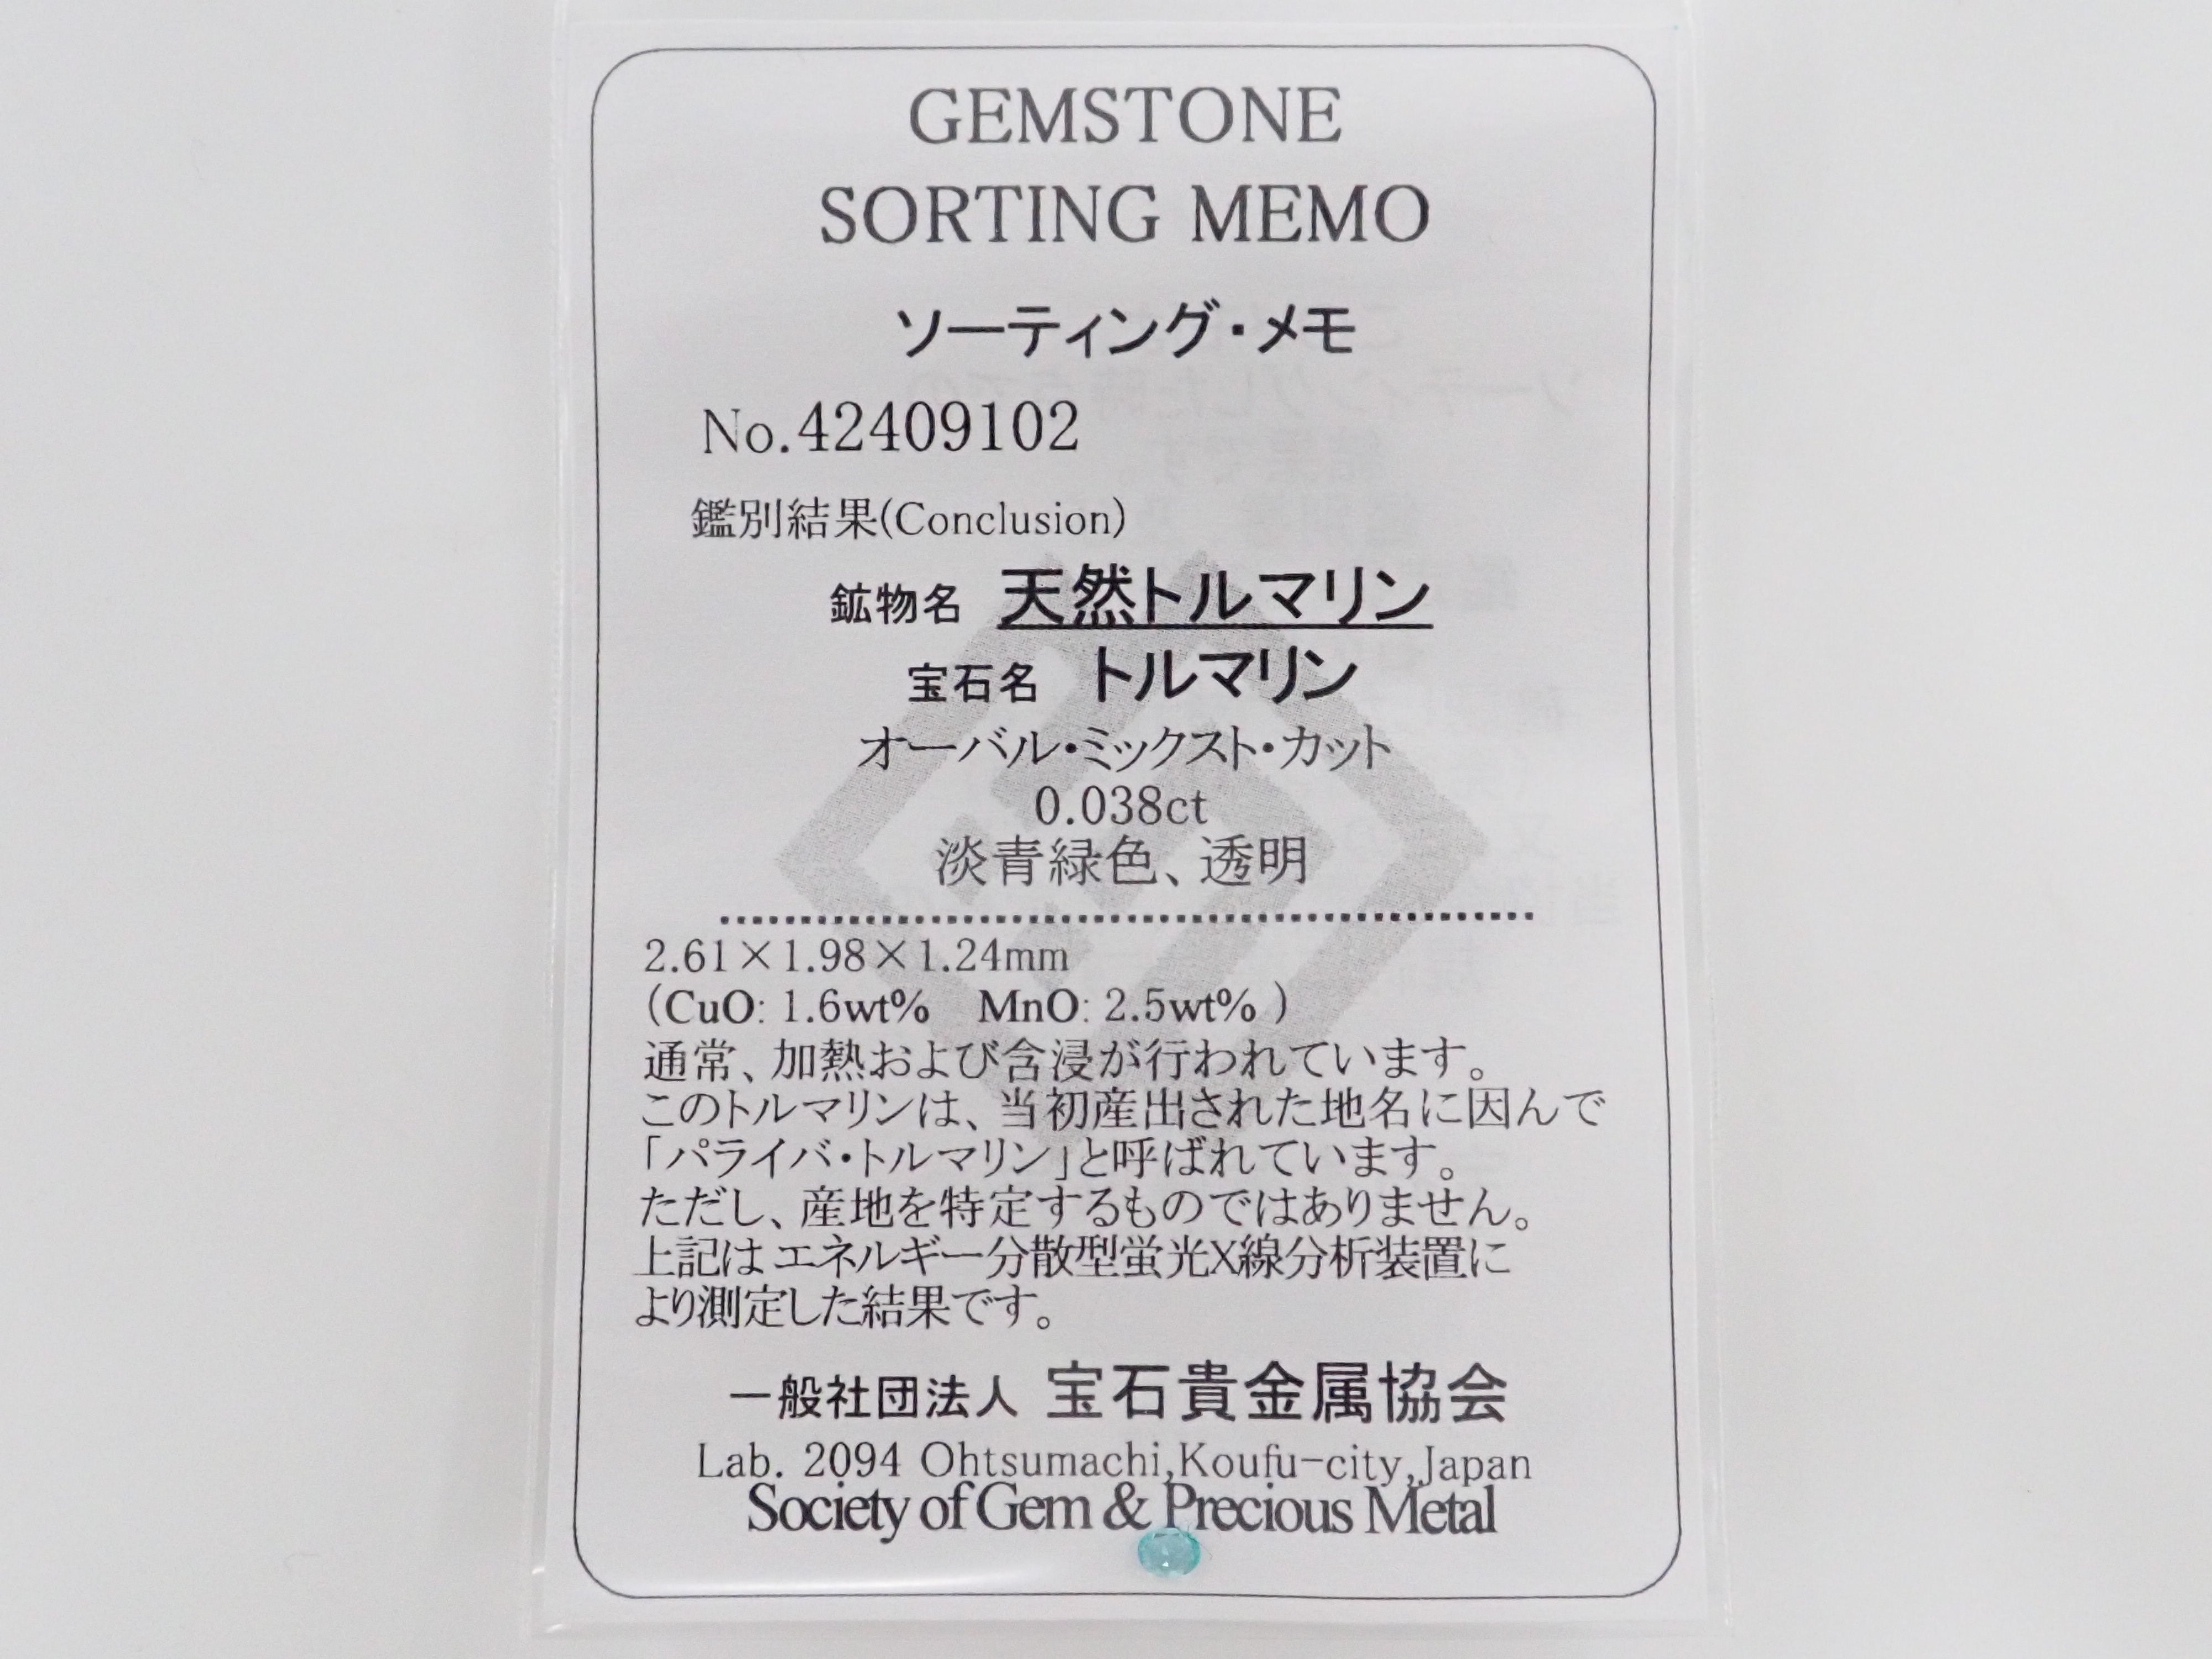 GEMSTONE
SORTING MEMO
ソーティング・メモ
No.42409102
鑑別結果(Conclusion)
鉱物名 天然トルマリン
宝石名 トルマリン
オーバル・ミックスト・カット
0.038ct
淡青緑色、透明
2.61×1.98×1.24mm
(CuO: 1.6wt% MnO: 2.5wt% )
通常、加熱および含浸が行われています。
このトルマリンは、当初産出された地名に因んで
「パライバ・トルマリン」と呼ばれています。
ただし、産地を特定するものではありません。
上記はエネルギー分散型蛍光X線分析装置に
より測定した結果です。
一般社団法人 宝石貴金属協会
Lab. 2094 Ohtsumachi,Koufu-city,Japan
Society of Gem & Precious Metal